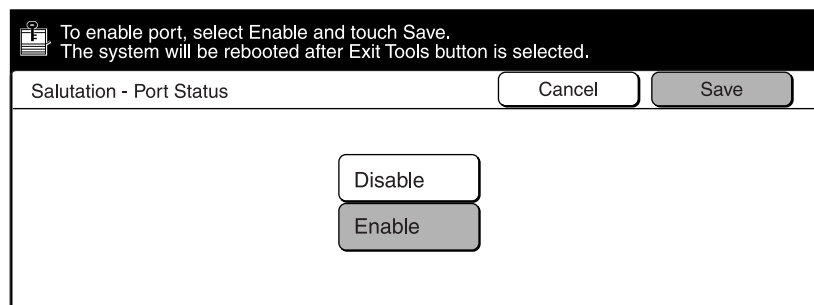 To enable port, select Enable and touch Save.
The system will be rebooted after Exit Tools button is selected.
Salutation - Port Status
Cancel
Save
Disable
Enable